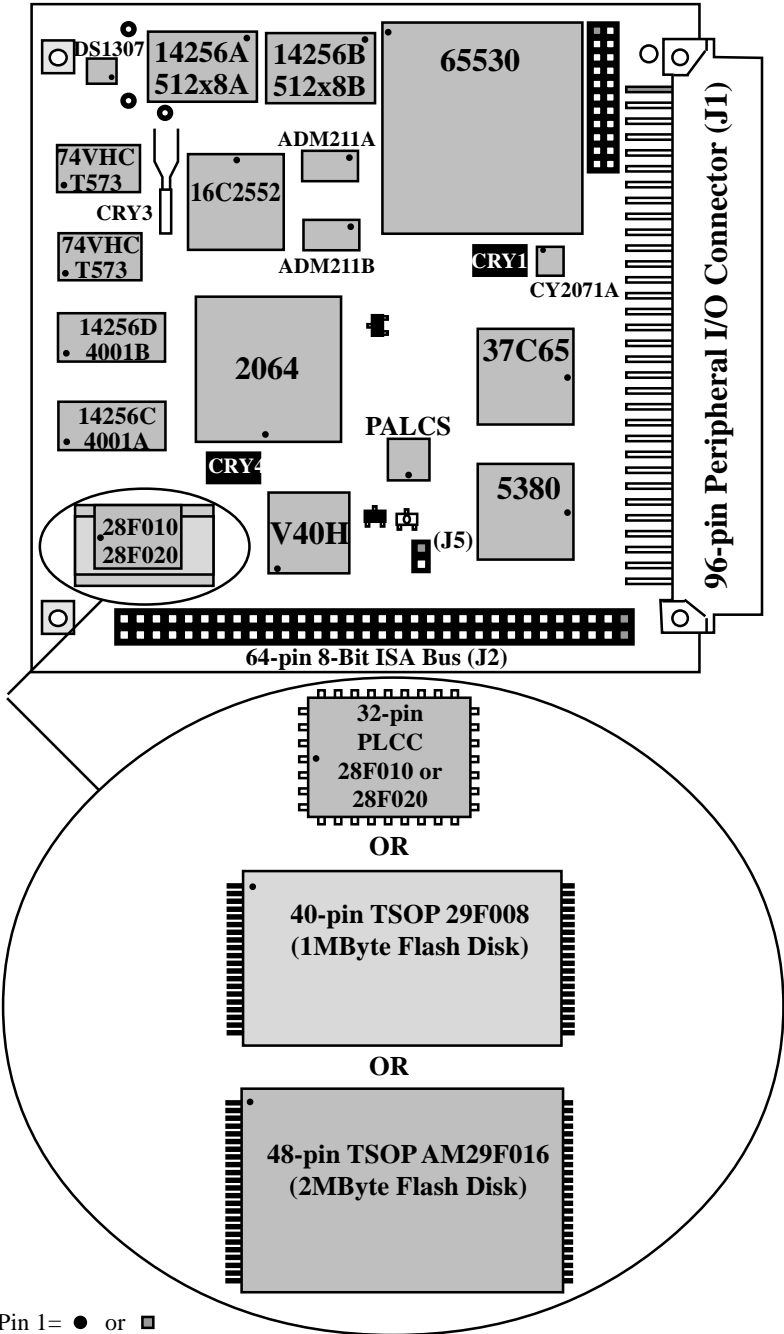 DS1307
14256A
512x8A
14256B
512x8B
65530
96-pin Peripheral I/O Connector (J1)
ADM211A
74VHC
T573
16C2552
CRY3
74VHC
T573
ADM211B
CRY1
CY2071A
14256D
4001B
2064
37C65
14256C
4001A
PALCS
CRY4
5380
28F010
28F020
V40H
(J5)
64-pin 8-Bit ISA Bus (J2)
32-pin
PLCC
28F010 or
28F020
OR
40-pin TSOP 29F008
(1MByte Flash Disk)
OR
48-pin TSOP AM29F016
(2MByte Flash Disk)
Pin 1= or